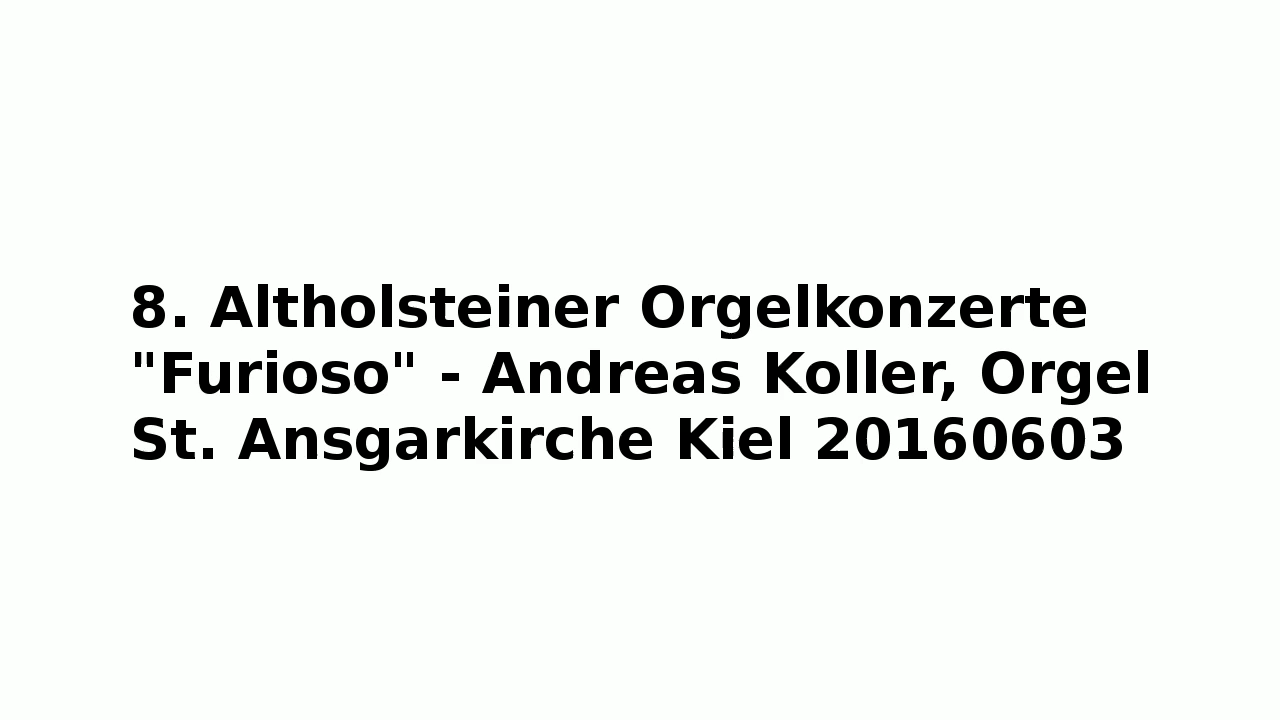 8. Altholsteiner Orgelkonzerte
"Furioso" - Andreas Koller, Orgel
St. Ansgarkirche Kiel 20160603